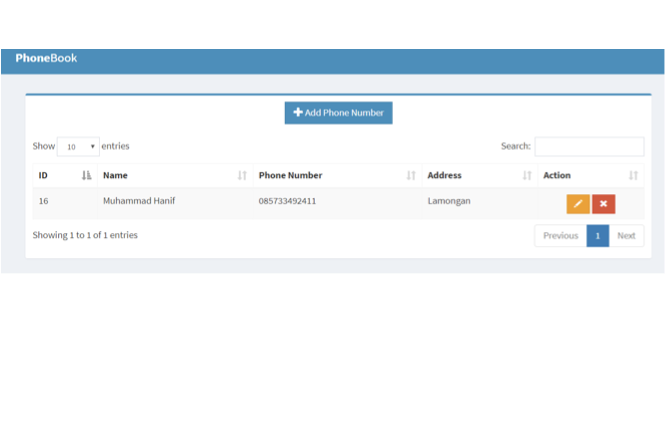 PhoneBook
Add Phone Number
Show 10 entries Search:
ID Name Phone Number Address Action
16 Muhammad Hanif 085733492411 Lamongan
Showing 1 to 1 of 1 entries Previous 1 Next